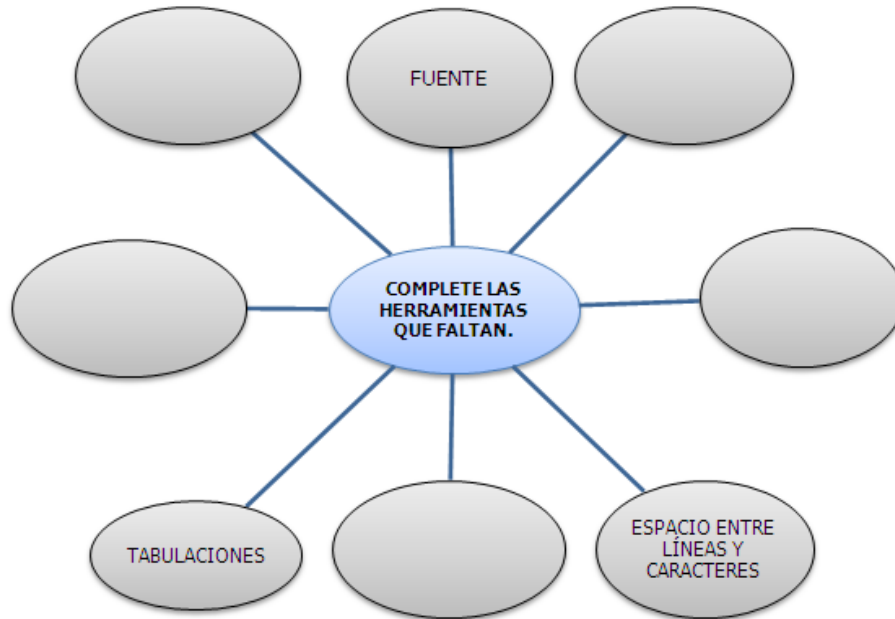 FUENTE
COMPLETE LAS
HERRAMIENTAS
QUE FALTAN.
TABULACIONES
ESPACIO ENTRE
LÍNEAS Y
CARACTERES